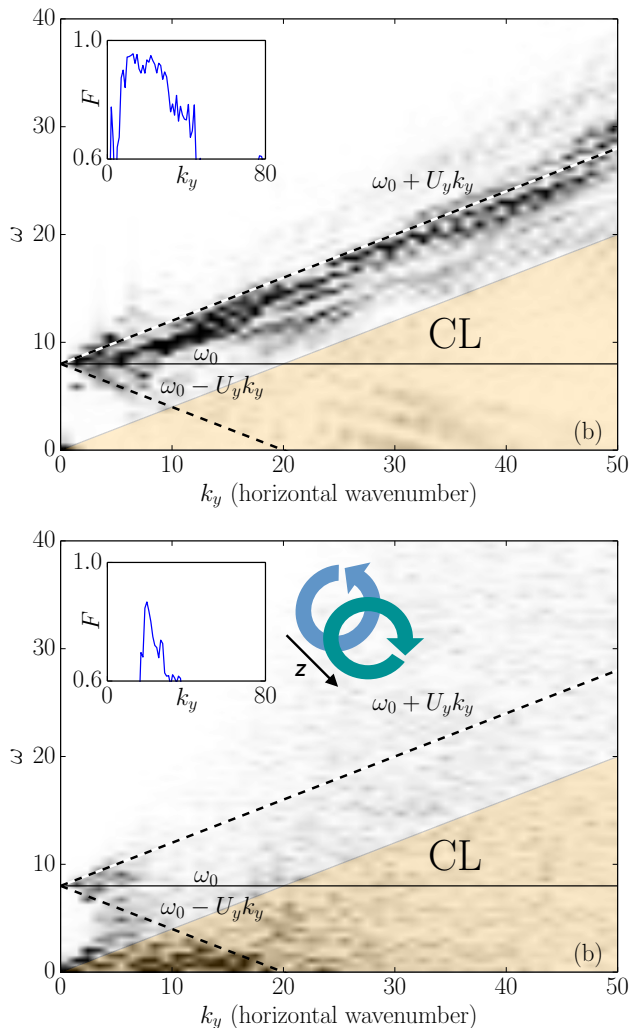 1.0
F
0.6
0 k_y 80
ω_0 + U_y k_y
CL
ω_0
ω_0 − U_y k_y
(b)
ω
40
30
20
10
0
0 10 20 30 40 50
k_y (horizontal wavenumber)
1.0
F
0.6
0 k_y 80
z
ω_0 + U_y k_y
CL
ω_0
ω_0 − U_y k_y
(b)
ω
40
30
20
10
0
0 10 20 30 40 50
k_y (horizontal wavenumber)